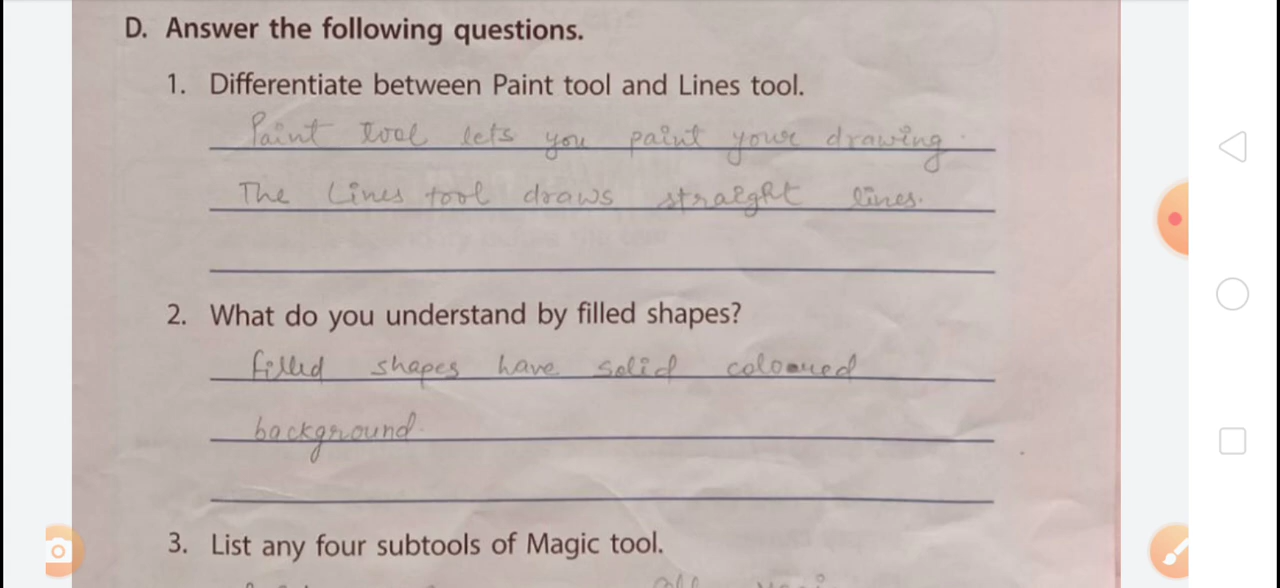 D. Answer the following questions.
1. Differentiate between Paint tool and Lines tool.
Paint tool lets you paint your drawing.
The Lines tool draws straight lines.
2. What do you understand by filled shapes?
filled shapes have solid coloured
background.
3. List any four subtools of Magic tool.